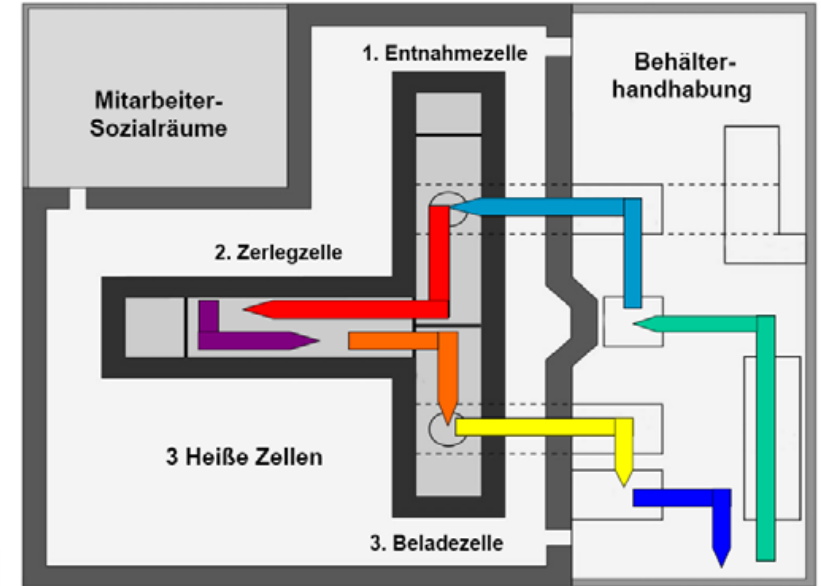 1. Entnahmezelle
Behälter-
handhabung
Mitarbeiter-
Sozialräume
2. Zerlegzelle
3 Heiße Zellen
3. Beladezelle